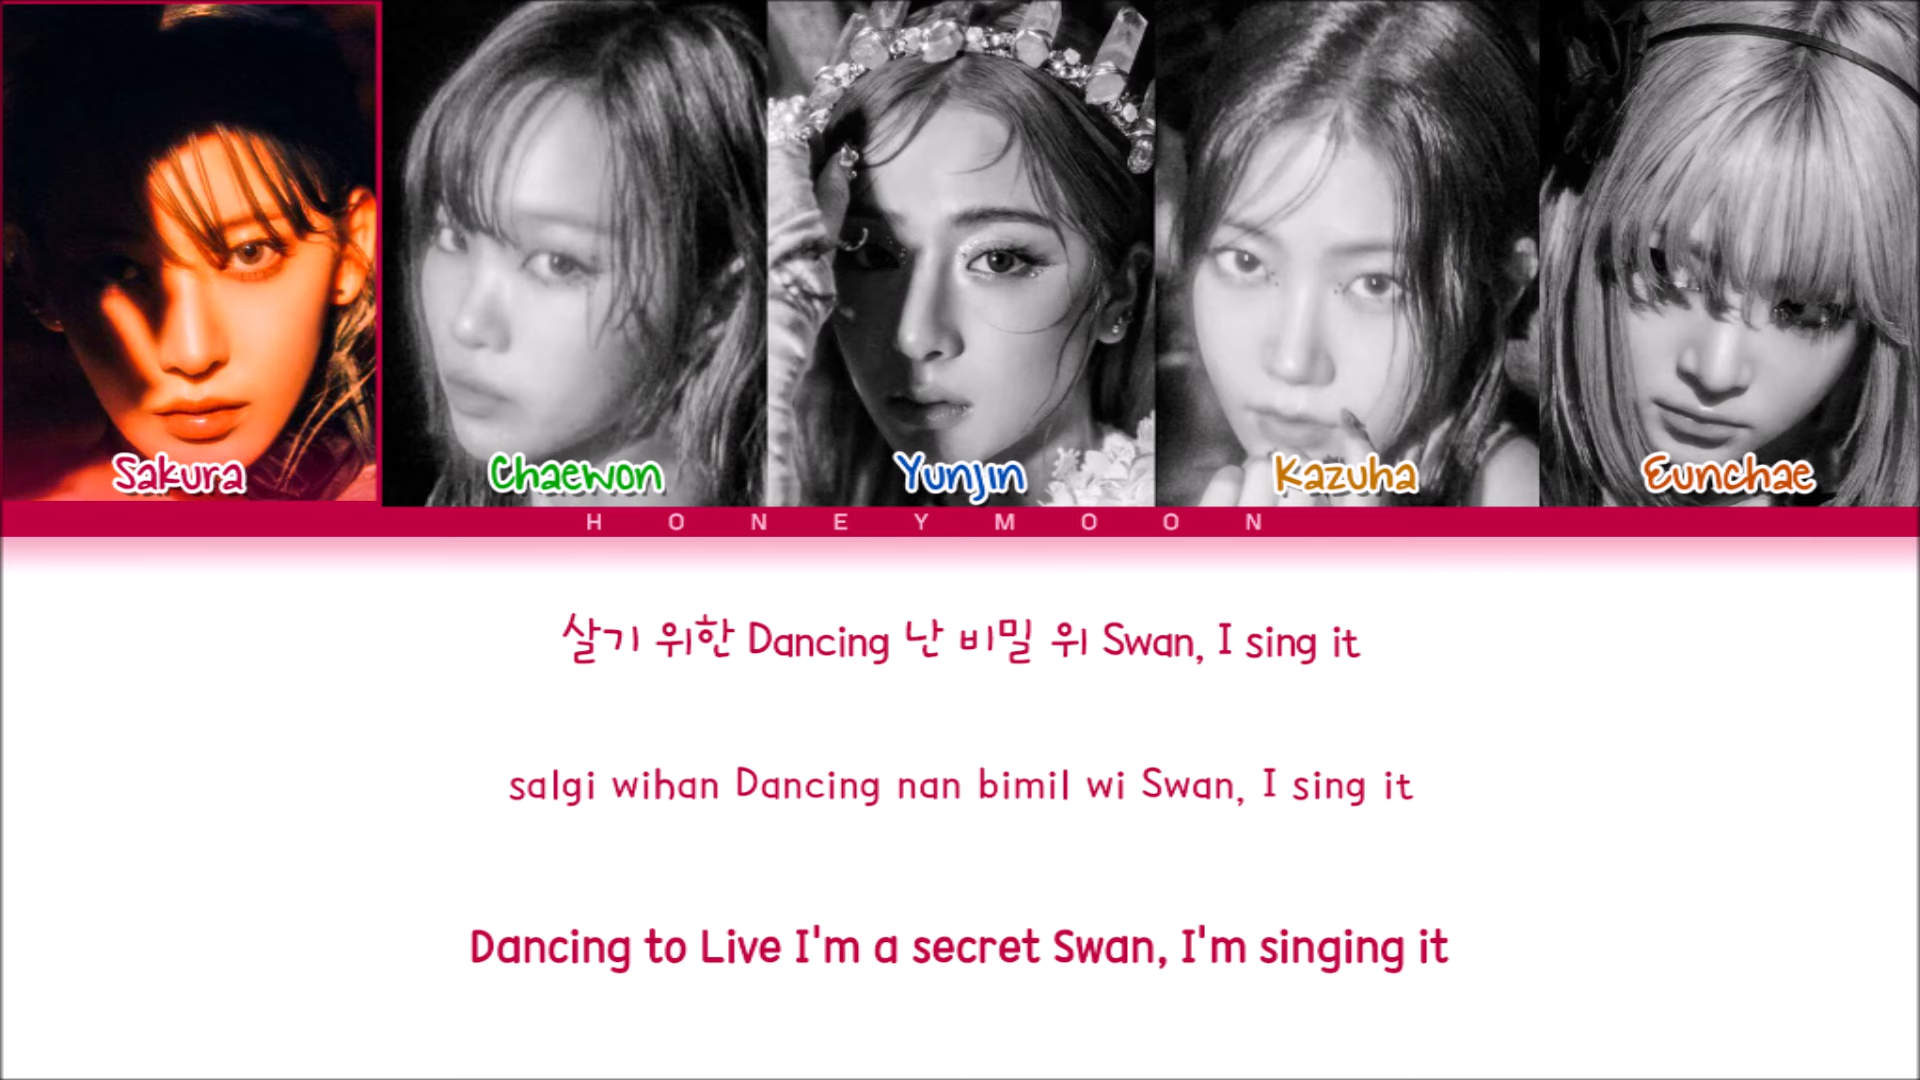 Sakura
Chaewon
Yunjin
Kazuha
Eunchae
HONEYMOON
살기 위한 Dancing 난 비밀 위 Swan, I sing it
salgi wihan Dancing nan bimil wi Swan, I sing it
Dancing to Live I'm a secret Swan, I'm singing it